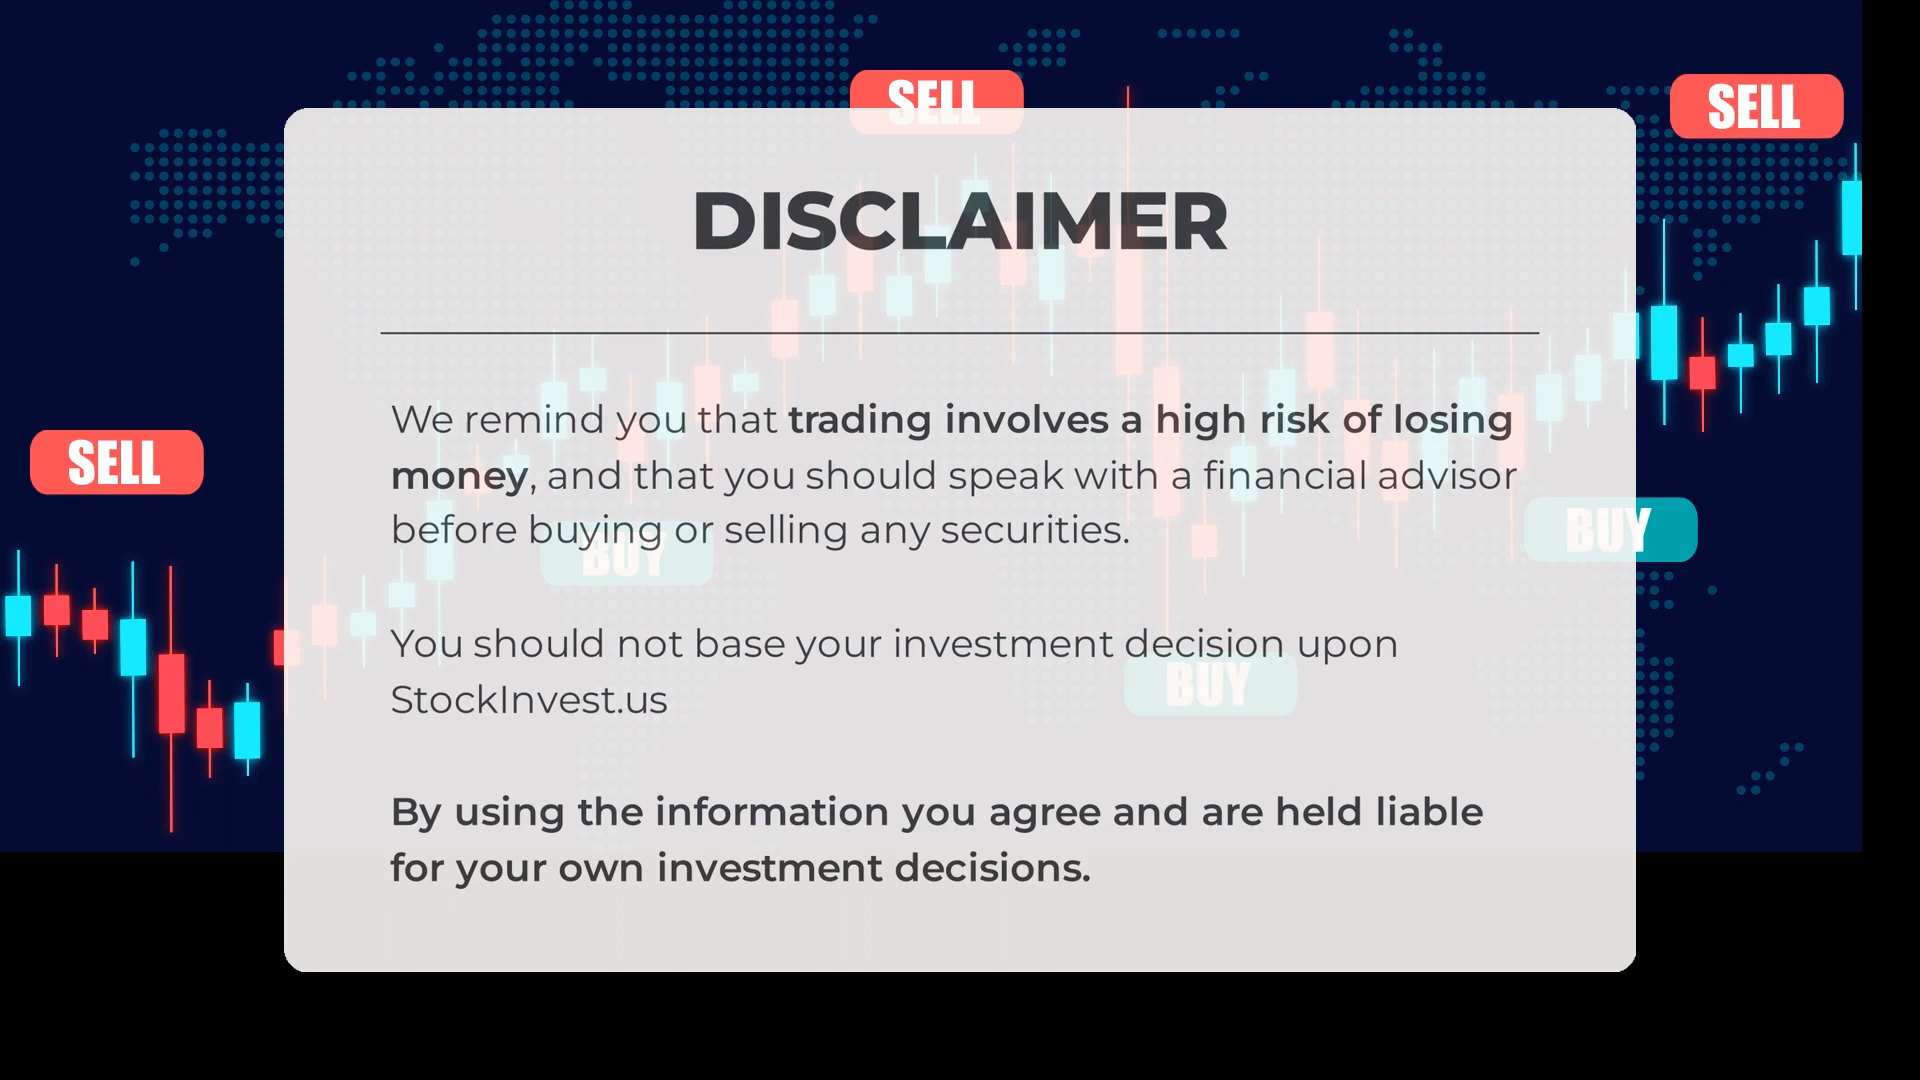 SELL
SELL
DISCLAIMER
We remind you that trading involves a high risk of losing
money, and that you should speak with a financial advisor
before buying or selling any securities.
SELL
BUY
BUY
You should not base your investment decision upon
StockInvest.us
BUY
By using the information you agree and are held liable
for your own investment decisions.